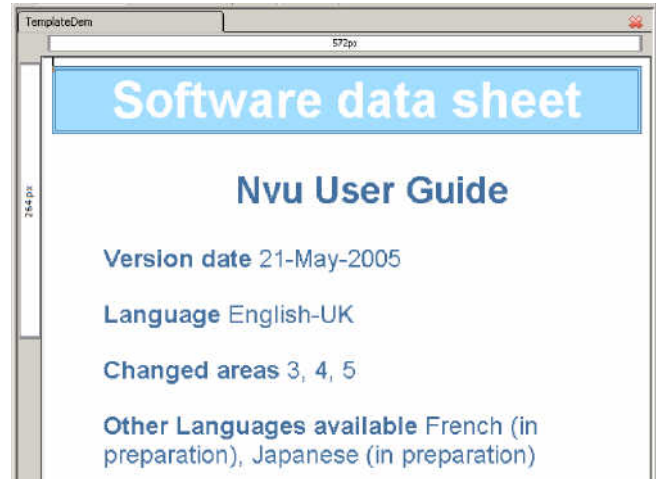 TemplateDem
572px
Software data sheet
264 px
Nvu User Guide
Version date 21-May-2005
Language English-UK
Changed areas 3, 4, 5
Other Languages available French (in
preparation), Japanese (in preparation)